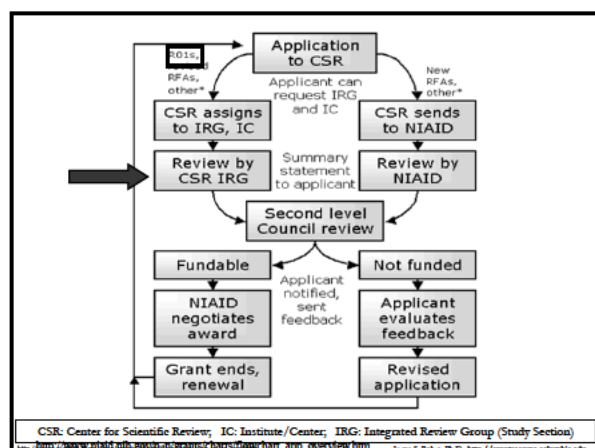 Application
to CSR
R01s,
RFAs,
other*
Applicant can
request IRG
and IC
New
RFAs,
other*
CSR assigns
to IRG, IC
CSR sends
to NIAID
Review by
CSR IRG
Summary
statement
to applicant
Review by
NIAID
Second level
Council review
Fundable
Not funded
Applicant
notified,
sent
feedback
NIAID
negotiates
award
Applicant
evaluates
feedback
Grant ends,
renewal
Revised
application
CSR: Center for Scientific Review; IC: Institute/Center; IRG: Integrated Review Group (Study Section)